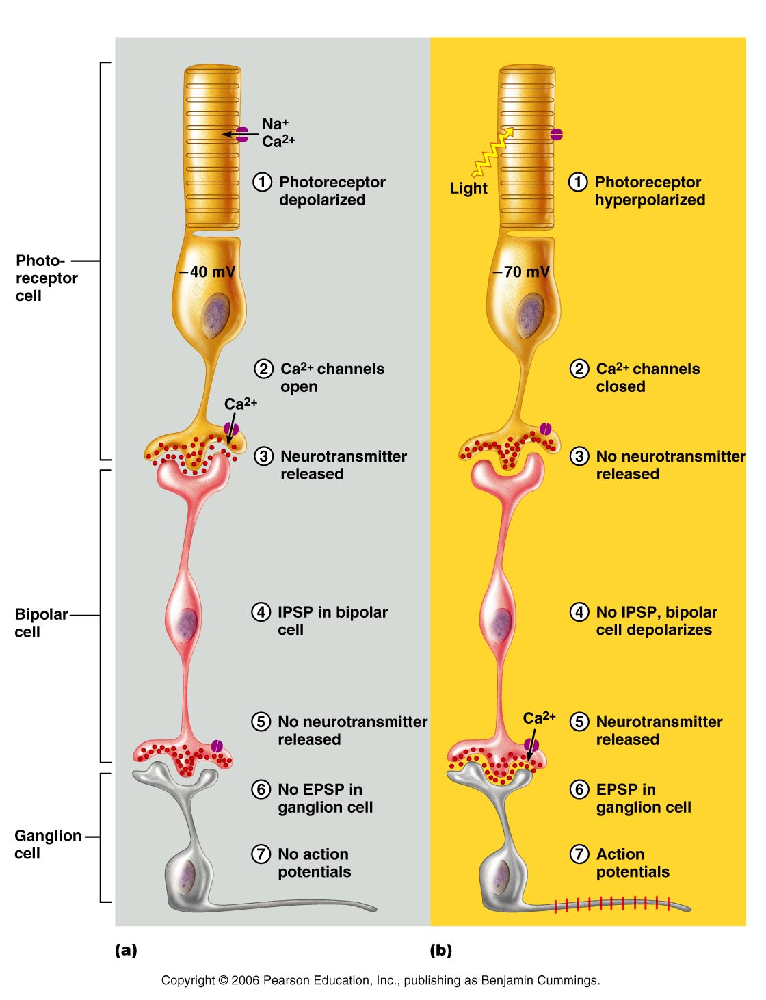 Na+
Ca2+
1 Photoreceptor
depolarized
Photo-
receptor
cell
−40 mV
2 Ca2+ channels
open
Ca2+
3 Neurotransmitter
released
Bipolar
cell
4 IPSP in bipolar
cell
5 No neurotransmitter
released
6 No EPSP in
ganglion cell
Ganglion
cell
7 No action
potentials
(a)
Light
1 Photoreceptor
hyperpolarized
−70 mV
2 Ca2+ channels
closed
3 No neurotransmitter
released
4 No IPSP, bipolar
cell depolarizes
Ca2+
5 Neurotransmitter
released
6 EPSP in
ganglion cell
7 Action
potentials
(b)
Copyright © 2006 Pearson Education, Inc., publishing as Benjamin Cummings.